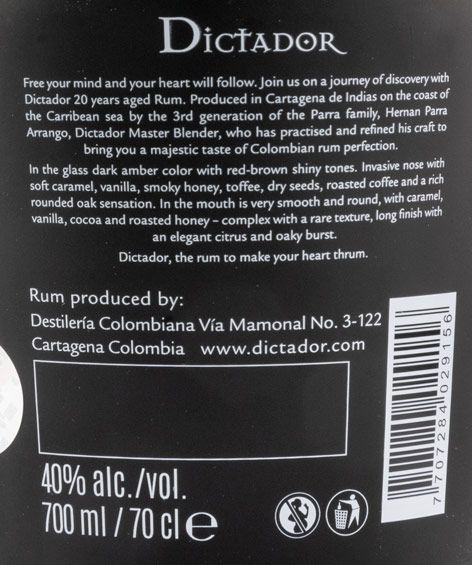 DICTADOR
Free your mind and your heart will follow. Join us on a journey of discovery with
Dictador 20 years aged Rum. Produced in Cartagena de Indias on the coast of
the Carribean sea by the 3rd generation of the Parra family, Hernan Parra
Arrango, Dictador Master Blender, who has practised and refined his craft to
bring you a majestic taste of Colombian rum perfection.
In the glass dark amber color with red-brown shiny tones. Invasive nose with
soft caramel, vanilla, smoky honey, toffee, dry seeds, roasted coffee and a rich
rounded oak sensation. In the mouth is very smooth and round, with caramel,
vanilla, cocoa and roasted honey – complex with a rare texture, long finish with
an elegant citrus and oaky burst.
Dictador, the rum to make your heart thrum.
Rum produced by:
Destilería Colombiana Vía Mamonal No. 3-122
Cartagena Colombia www.dictador.com
40% alc./vol.
700 ml / 70 cl e
7 707284 029156